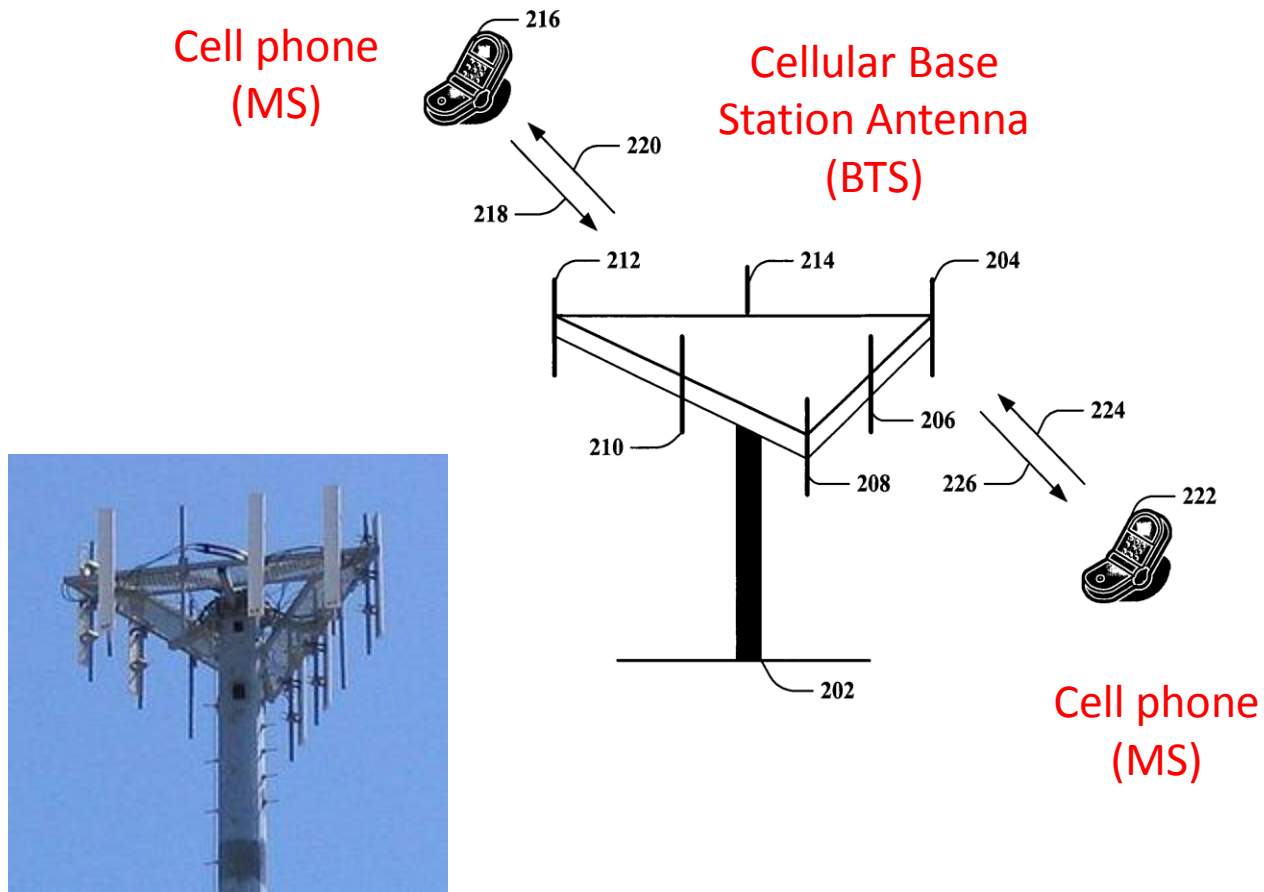 Cell phone
(MS)
216
Cellular Base
Station Antenna
(BTS)
220
218
212
214
204
224
206
210
208
226
222
202
Cell phone
(MS)